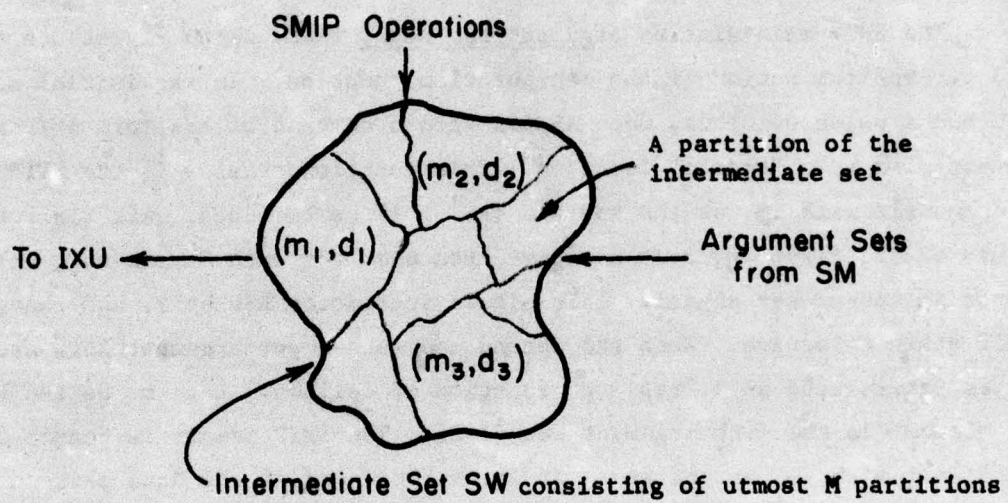 SMIP Operations
A partition of the
intermediate set
(m₂,d₂)
(m₁,d₁)
To IXU
Argument Sets
from SM
(m₃,d₃)
Intermediate Set SW consisting of utmost M partitions